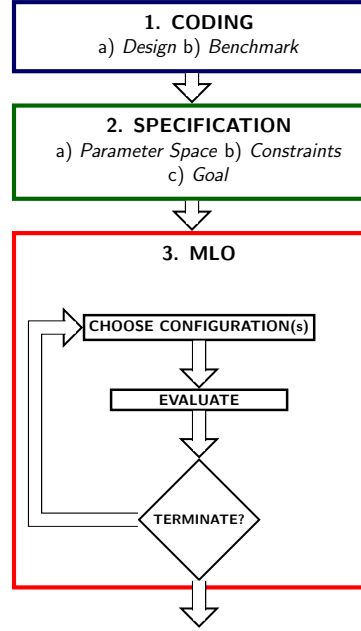 1. CODING
a) Design b) Benchmark
2. SPECIFICATION
a) Parameter Space b) Constraints
c) Goal
3. MLO
CHOOSE CONFIGURATION(s)
EVALUATE
TERMINATE?